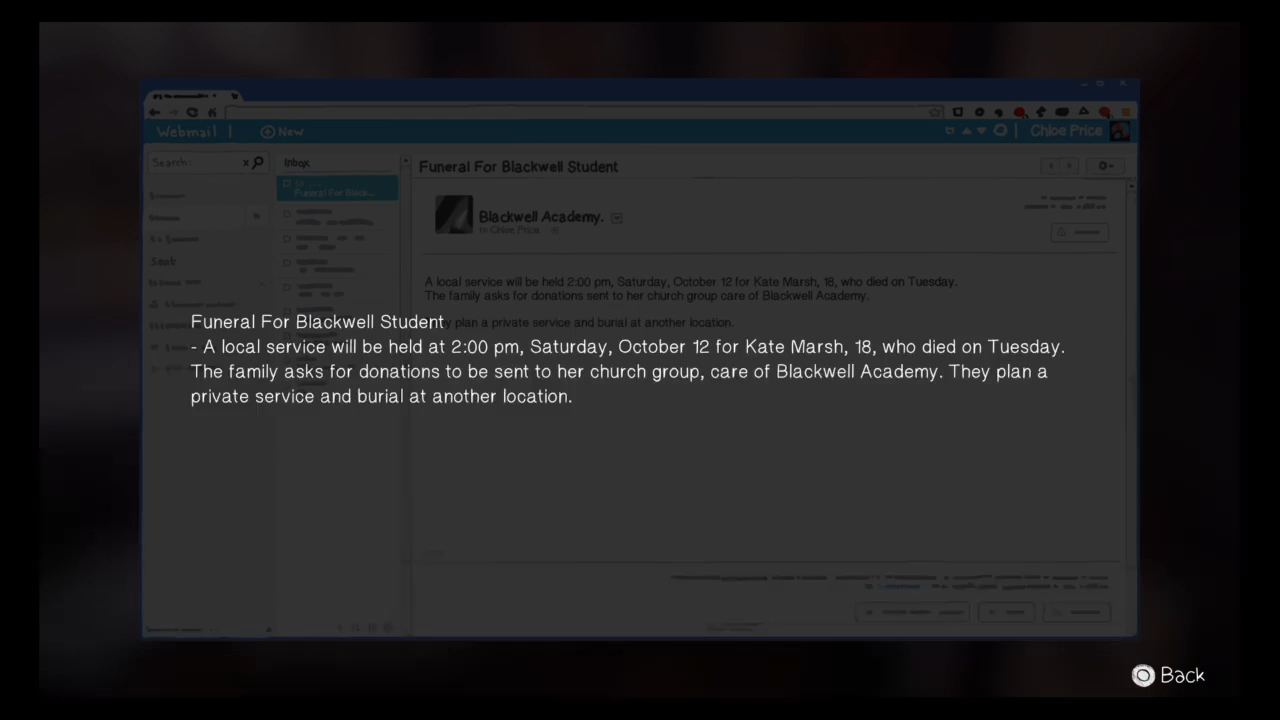 Webmail |
New
Chloe Price
Search:
Inbox
Funeral For Black...
Sent
Funeral For Blackwell Student
Blackwell Academy.
to Chloe Price
A local service will be held 2:00 pm, Saturday, October 12 for Kate Marsh, 18, who died on Tuesday.
The family asks for donations sent to her church group care of Blackwell Academy.
plan a private service and burial at another location.
Funeral For Blackwell Student
- A local service will be held at 2:00 pm, Saturday, October 12 for Kate Marsh, 18, who died on Tuesday.
The family asks for donations to be sent to her church group, care of Blackwell Academy. They plan a
private service and burial at another location.
Back